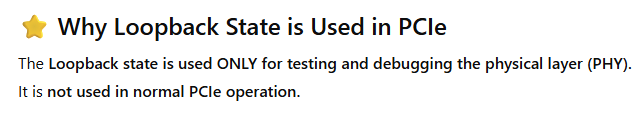 Why Loopback State is Used in PCIe
The Loopback state is used ONLY for testing and debugging the physical layer (PHY).
It is not used in normal PCIe operation.